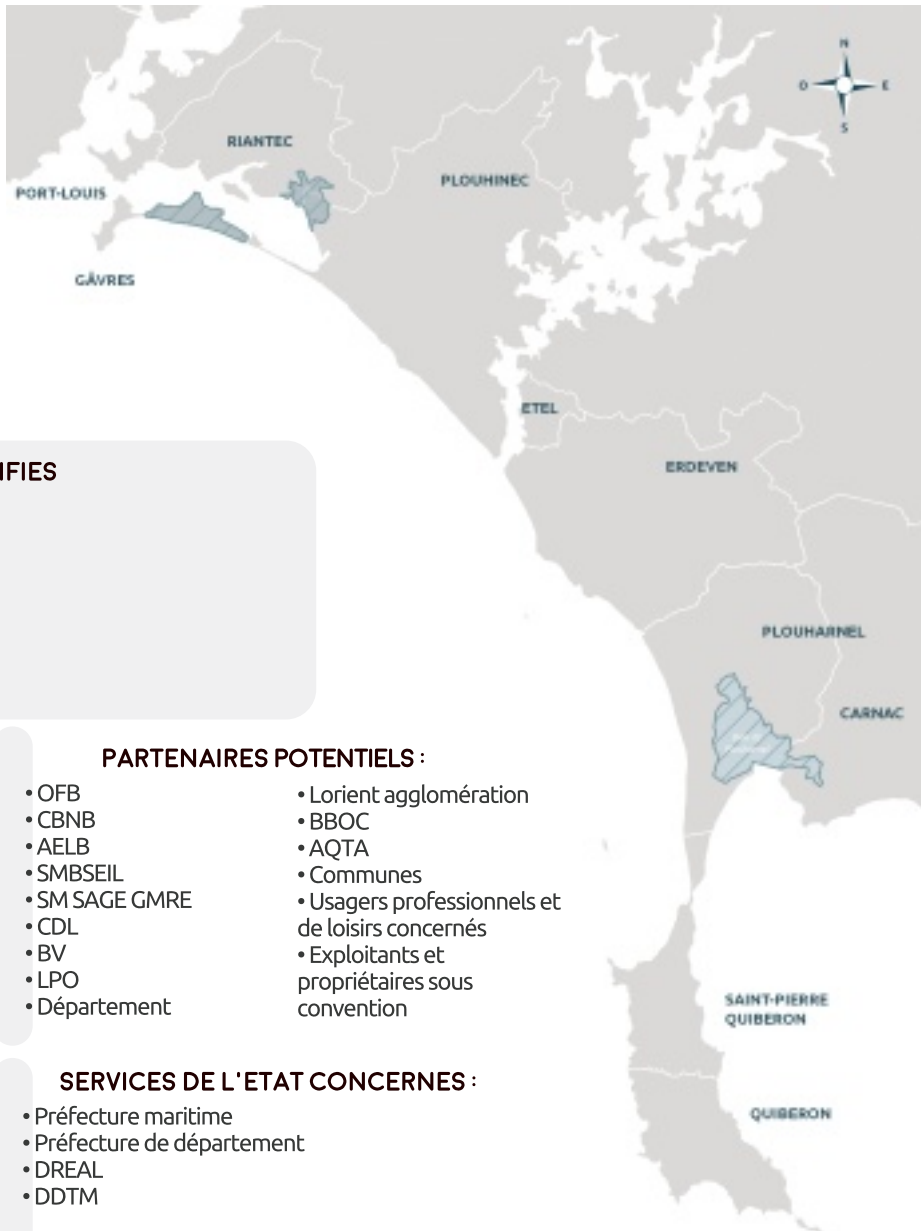 N
O E
S
RIANTEC
PORT-LOUIS
PLOUHINEC
GÂVRES
ETEL
ERDEVEN
IFIES
PLOUHARNEL
CARNAC
PARTENAIRES POTENTIELS :
• OFB
• CBNB
• AELB
• SMBSEIL
• SM SAGE GMRE
• CDL
• BV
• LPO
• Département
• Lorient agglomération
• BBOC
• AQTA
• Communes
• Usagers professionnels et
de loisirs concernés
• Exploitants et
propriétaires sous
convention
SAINT-PIERRE
QUIBERON
QUIBERON
SERVICES DE L'ETAT CONCERNES :
• Préfecture maritime
• Préfecture de département
• DREAL
• DDTM